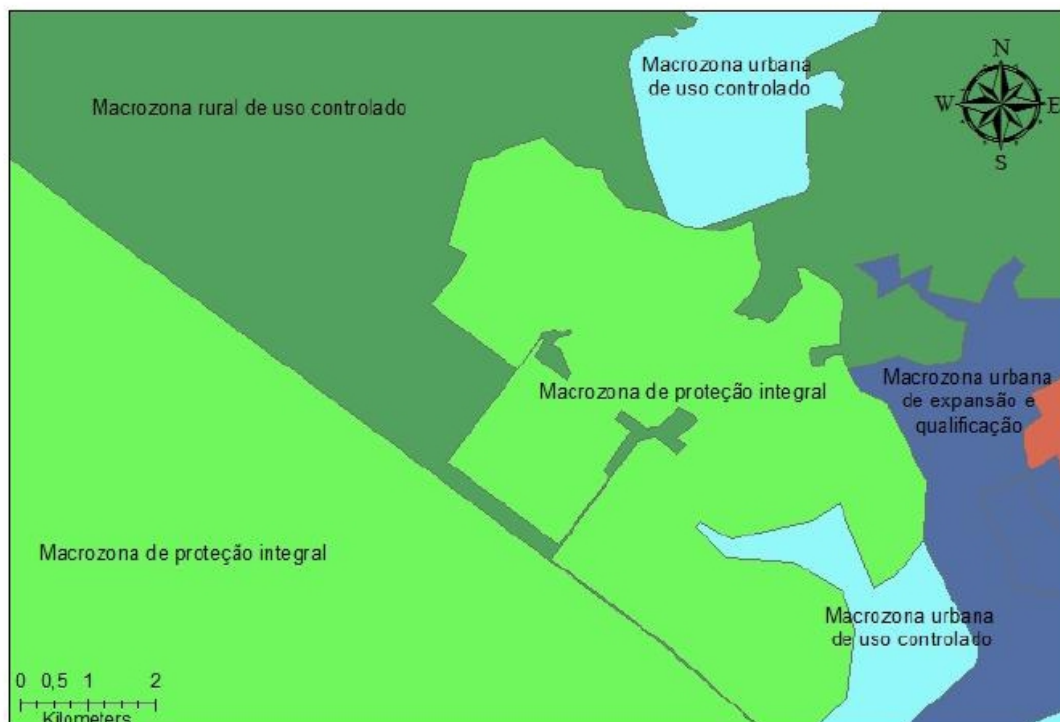 Macrozona urbana
de uso controlado
N
W E
S
Macrozona rural de uso controlado
Macrozona urbana
de expansão e
qualificação
Macrozona de proteção integral
Macrozona de proteção integral
Macrozona urbana
de uso controlado
0 0,5 1 2
Kilometers